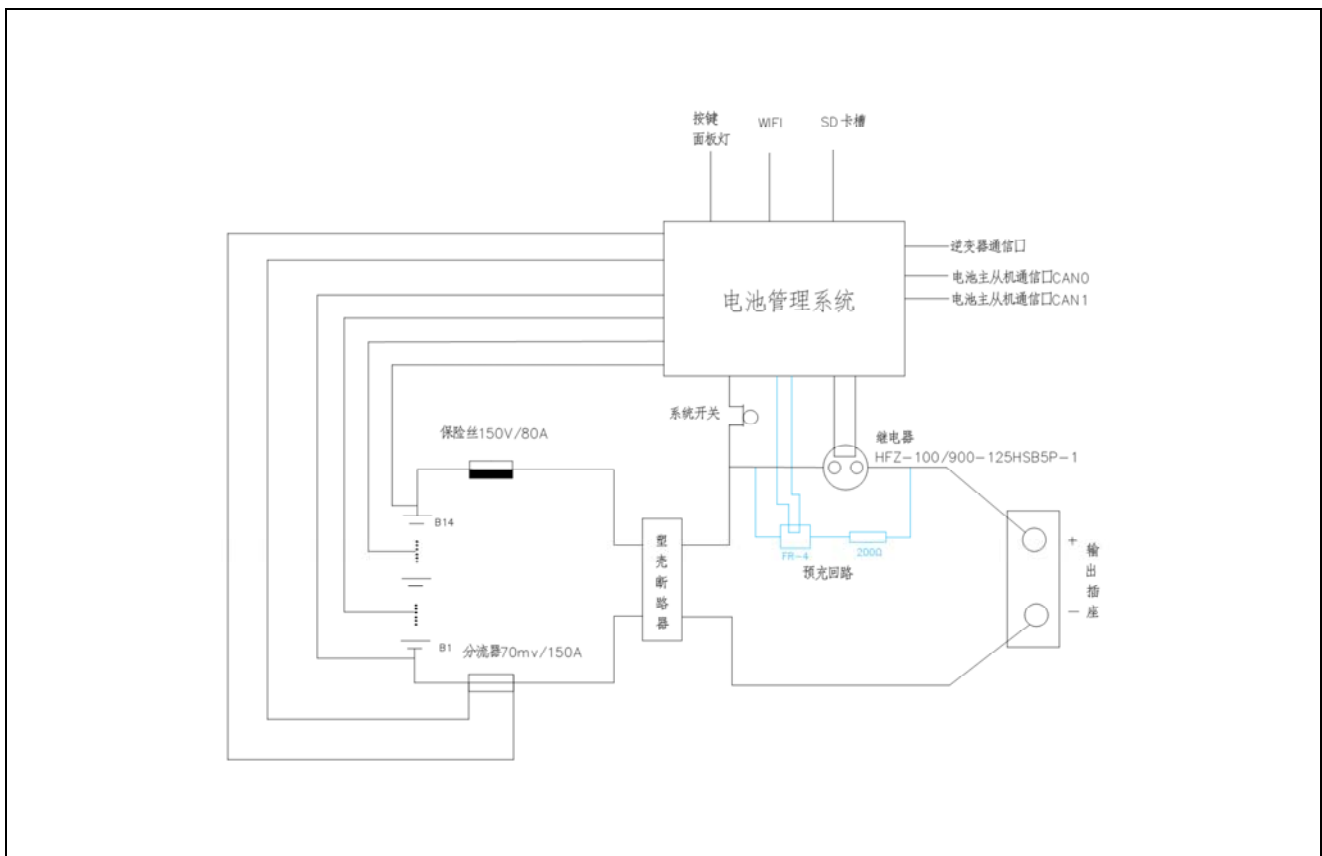 按键
面板灯
WIFI
SD卡槽
逆变器通信口
电池主从机通信口CAN0
电池主从机通信口CAN1
电池管理系统
系统开关
保险丝150V/80A
继电器
HFZ-100/900-125HSB5P-1
B14
塑壳断路器
FR-4
200Ω
预充回路
+
输出插座
-
B1
分流器70mv/150A